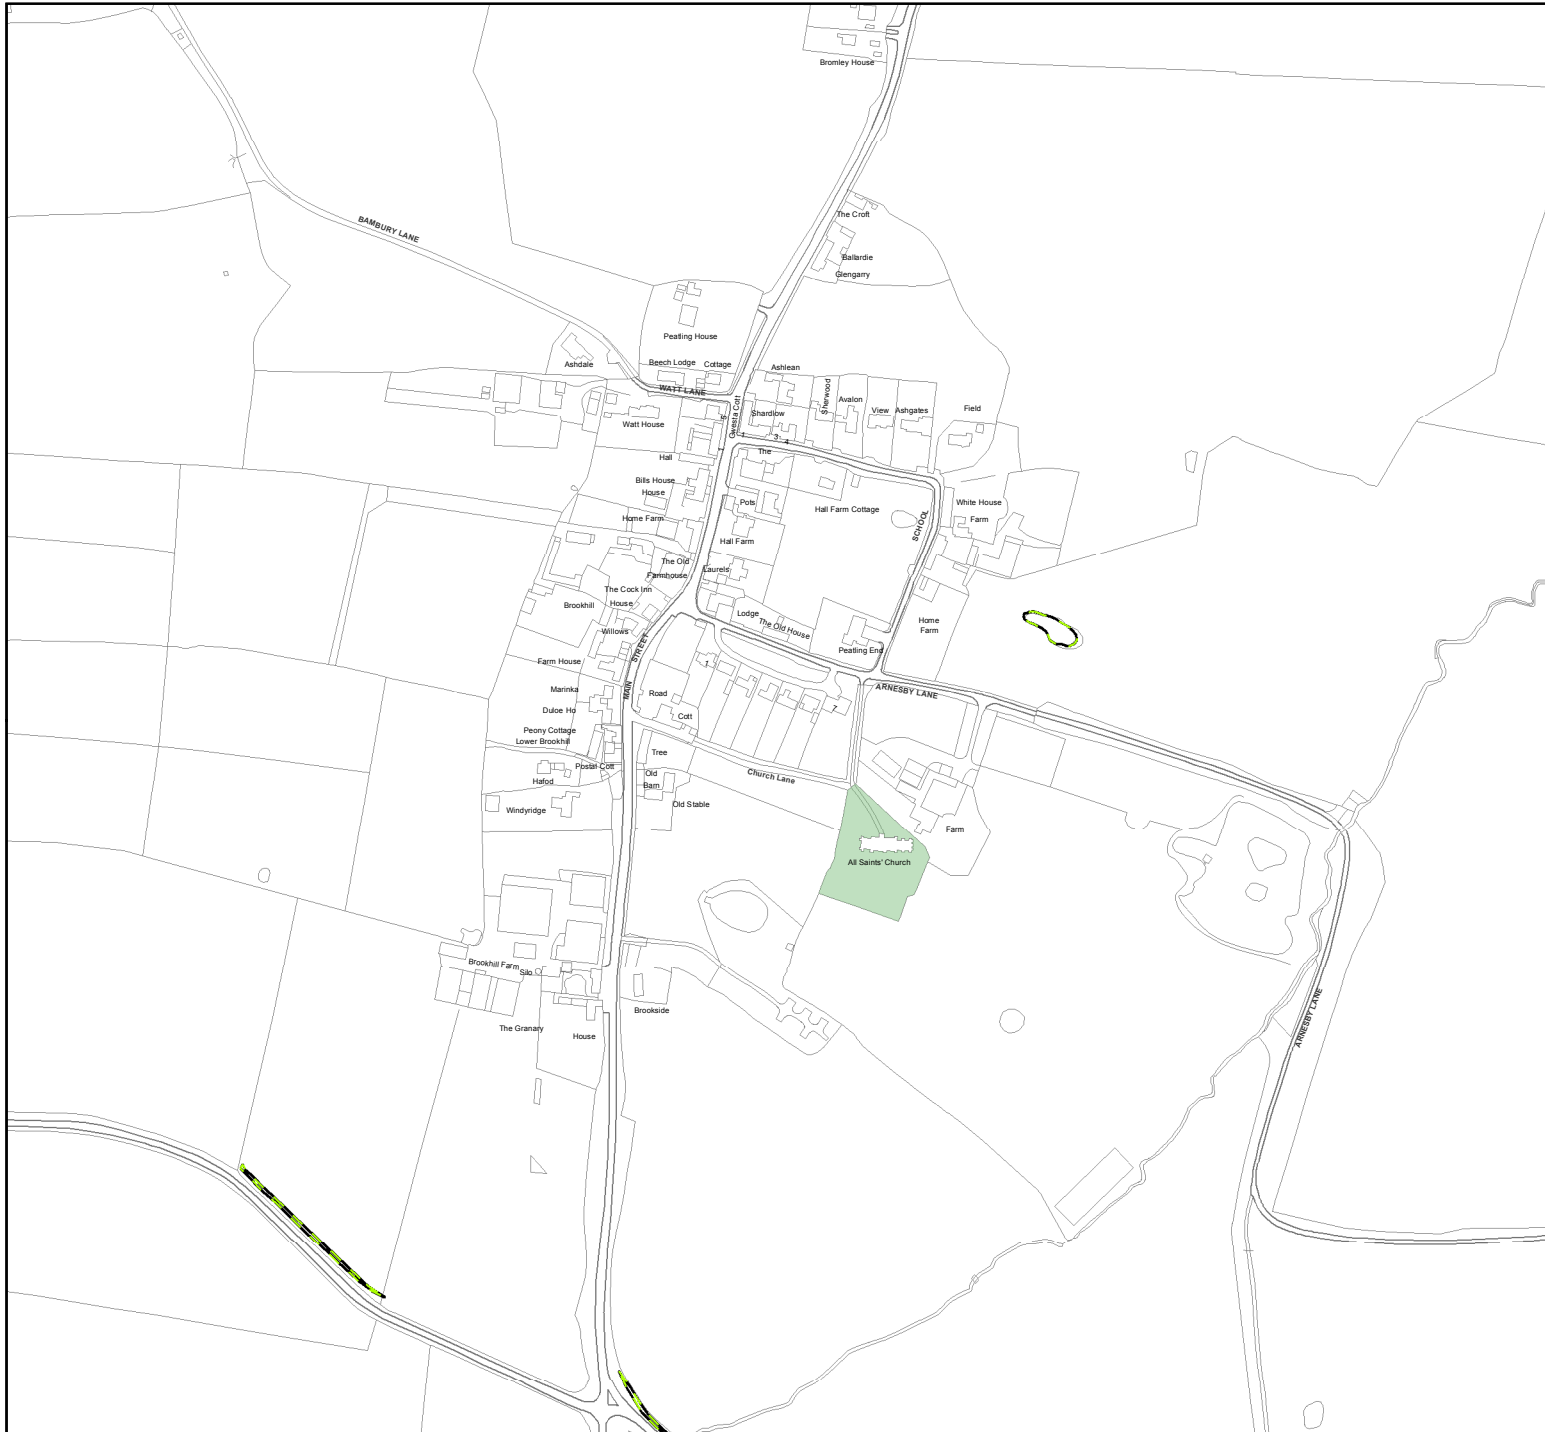 Bromley House
The Croft
BAMBURY LANE
Ballardie
Glengarry
Peatling House
Ashdale
Beech Lodge
Cottage
Ashlean
WATT LANE
Sherwood
Avalon
Gwesta Cott
Shardlow
View
Ashgates
Field
5
Watt House
1
3
4
Hall
The
Bills House
House
Pots
Hall Farm Cottage
White House
Farm
SCHOOL
Home Farm
Hall Farm
The Old
Farmhouse
Laurels
The Cock Inn
House
Brookhill
Lodge
The Old House
Home
Farm
Willows
STREET
Peatling End
Farm House
1
MAIN
Marinka
Road
ARNESBY LANE
Duloe Ho
Cott
7
Peony Cottage
Lower Brookhill
Tree
Postal Cott
Old
Barn
Church Lane
Hafod
Windyridge
Old Stable
Farm
All Saints' Church
Brookhill Farm
Silo
Brookside
The Granary
House
ARNESBY LANE